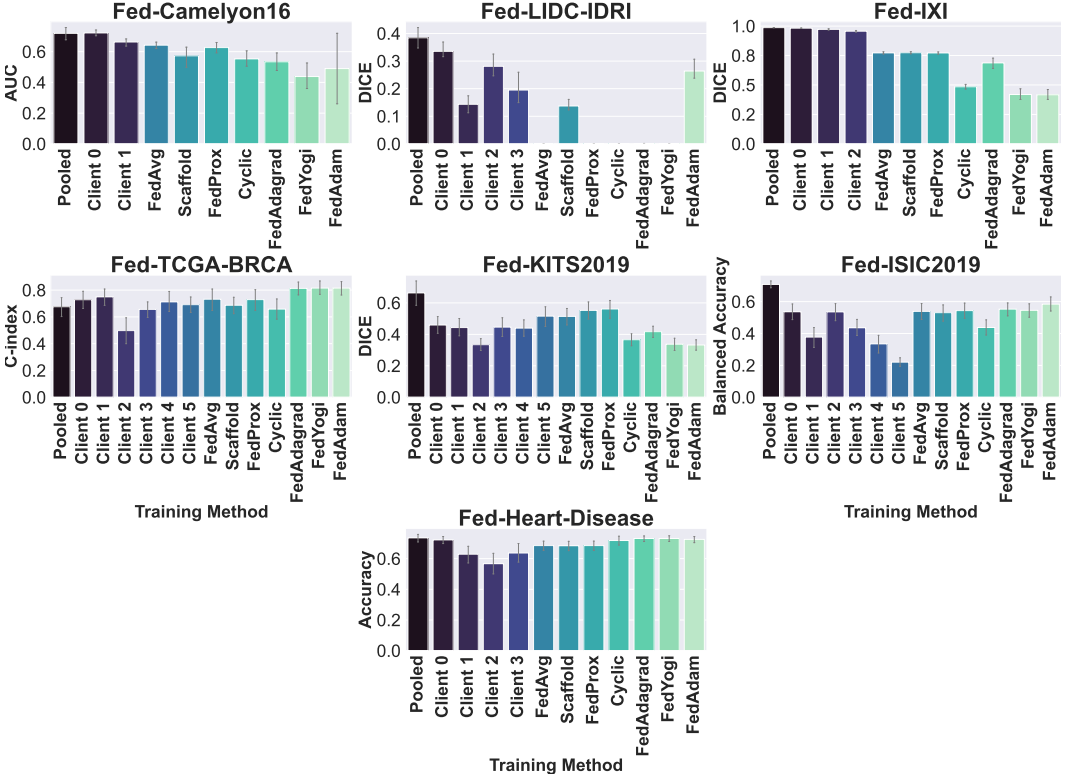 Fed-Camelyon16
AUC
0.6
0.4
0.2
0.0
Pooled
Client 0
Client 1
FedAvg
Scaffold
FedProx
Cyclic
FedAdagrad
FedYogi
FedAdam
Fed-LIDC-IDRI
DICE
0.4
0.3
0.2
0.1
0.0
Pooled
Client 0
Client 1
Client 2
Client 3
FedAvg
Scaffold
FedProx
Cyclic
FedAdagrad
FedYogi
FedAdam
Fed-IXI
DICE
1.0
0.8
0.5
0.2
0.0
Pooled
Client 0
Client 1
Client 2
FedAvg
Scaffold
FedProx
Cyclic
FedAdagrad
FedYogi
FedAdam
Fed-TCGA-BRCA
C-index
0.8
0.6
0.4
0.2
0.0
Pooled
Client 0
Client 1
Client 2
Client 3
Client 4
Client 5
FedAvg
Scaffold
FedProx
Cyclic
FedAdagrad
FedYogi
FedAdam
Training Method
Fed-KITS2019
DICE
0.6
0.4
0.2
0.0
Pooled
Client 0
Client 1
Client 2
Client 3
Client 4
Client 5
FedAvg
Scaffold
FedProx
Cyclic
FedAdagrad
FedYogi
FedAdam
Fed-ISIC2019
Balanced Accuracy
0.6
0.4
0.2
0.0
Pooled
Client 0
Client 1
Client 2
Client 3
Client 4
Client 5
FedAvg
Scaffold
FedProx
Cyclic
FedAdagrad
FedYogi
FedAdam
Training Method
Fed-Heart-Disease
Accuracy
0.6
0.4
0.2
0.0
Pooled
Client 0
Client 1
Client 2
Client 3
FedAvg
Scaffold
FedProx
Cyclic
FedAdagrad
FedYogi
FedAdam
Training Method